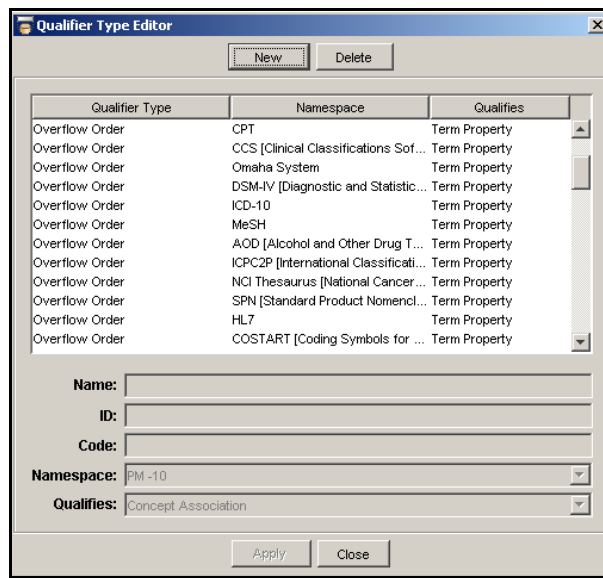 Qualifier Type Editor
New Delete
Qualifier Type Namespace Qualifies
Overflow Order CPT Term Property
Overflow Order CCS [Clinical Classifications Sof... Term Property
Overflow Order Omaha System Term Property
Overflow Order DSM-IV [Diagnostic and Statistic... Term Property
Overflow Order ICD-10 Term Property
Overflow Order MeSH Term Property
Overflow Order AOD [Alcohol and Other Drug T... Term Property
Overflow Order ICPC2P [International Classificati... Term Property
Overflow Order NCI Thesaurus [National Cancer... Term Property
Overflow Order SPN [Standard Product Nomencl... Term Property
Overflow Order HL7 Term Property
Overflow Order COSTART [Coding Symbols for ... Term Property
Name:
ID:
Code:
Namespace: PM -10
Qualifies: Concept Association
Apply Close